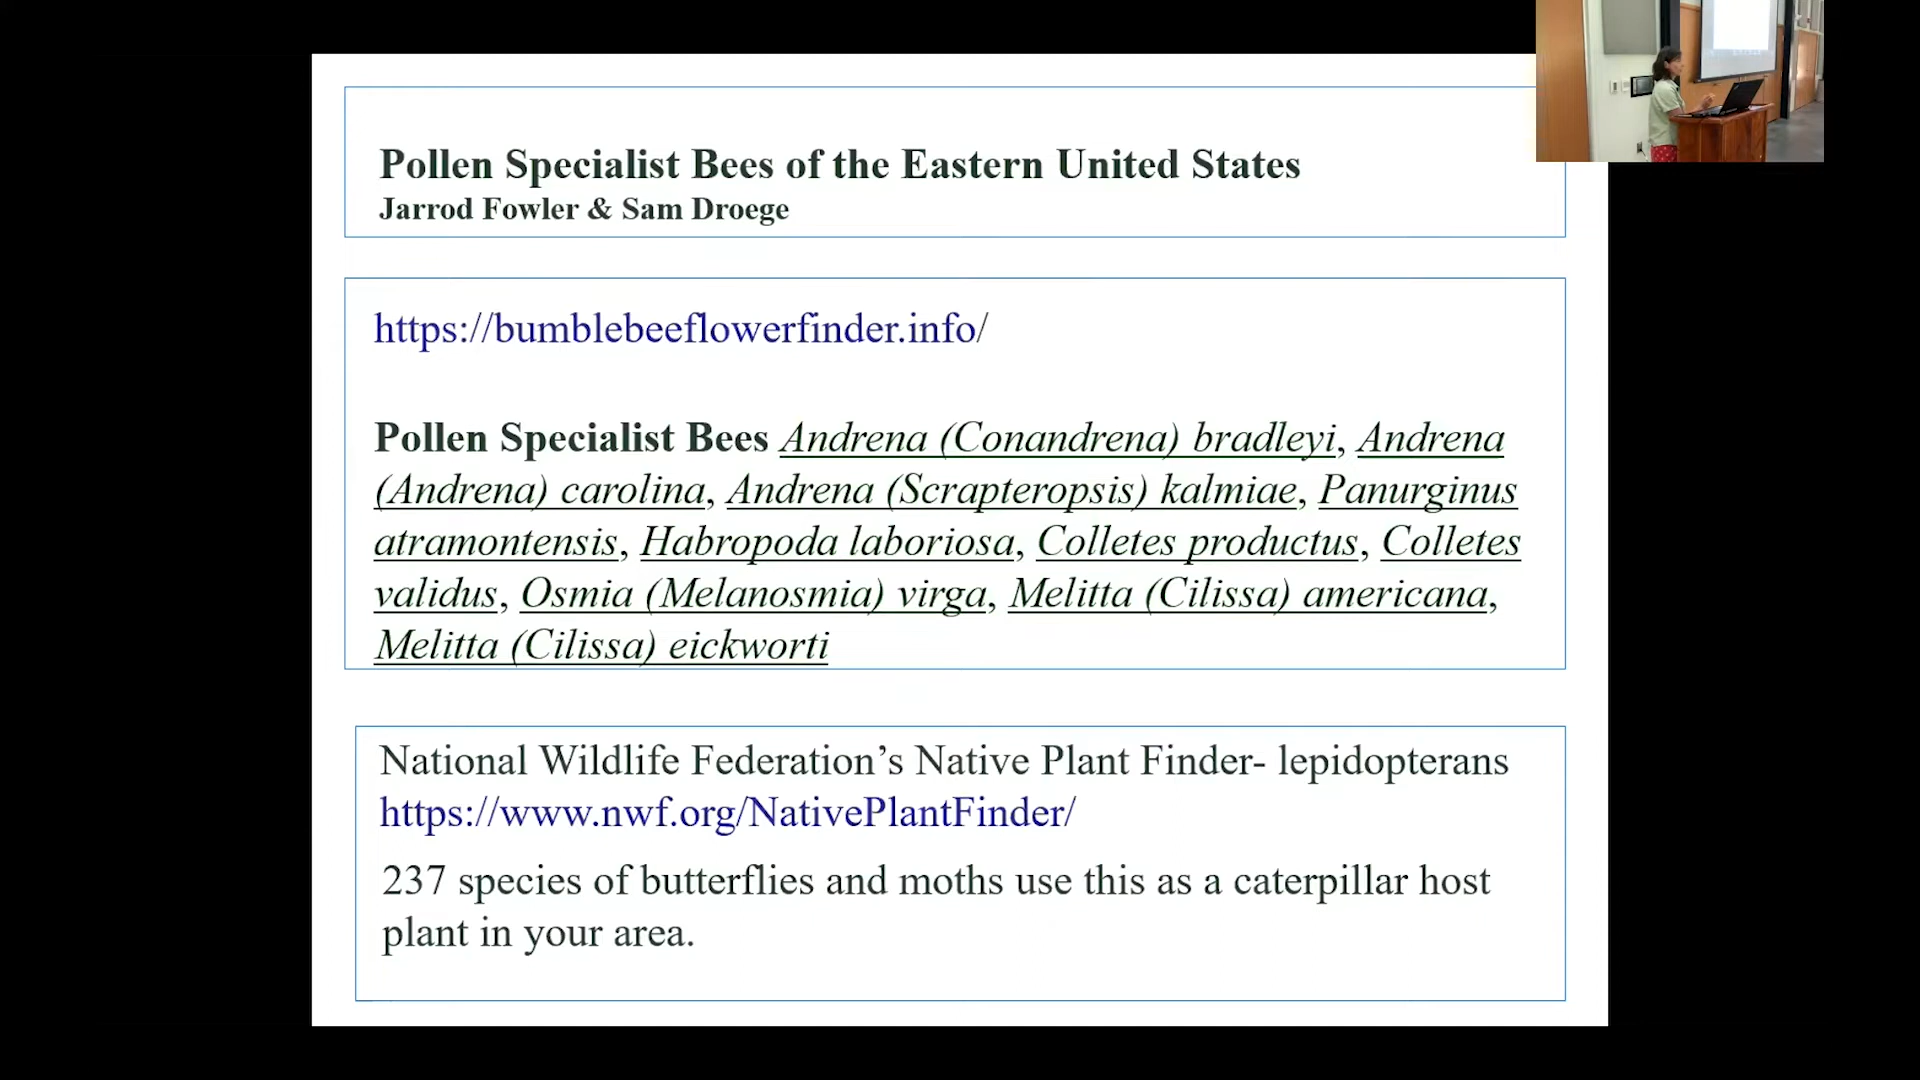 Pollen Specialist Bees of the Eastern United States
Jarrod Fowler & Sam Droege
https://bumblebeeflowerfinder.info/
Pollen Specialist Bees Andrena (Conandrena) bradleyi, Andrena
(Andrena) carolina, Andrena (Scrapteropsis) kalmiae, Panurginus
atramontensis, Habropoda laboriosa, Colletes productus, Colletes
validus, Osmia (Melanosmia) virga, Melitta (Cilissa) americana,
Melitta (Cilissa) eickworti
National Wildlife Federation’s Native Plant Finder- lepidopterans
https://www.nwf.org/NativePlantFinder/
237 species of butterflies and moths use this as a caterpillar host
plant in your area.